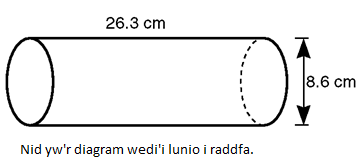 26.3 cm
8.6 cm
Nid yw'r diagram wedi'i lunio i raddfa.